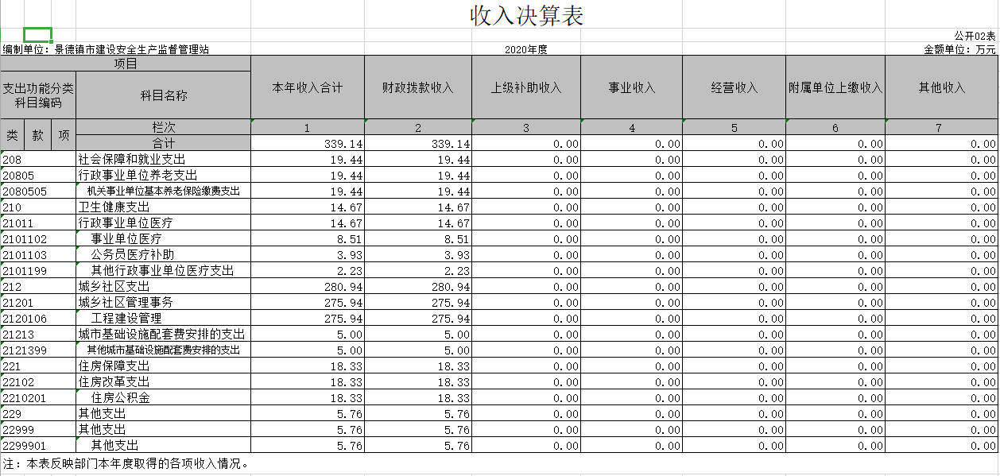 收入决算表
公开02表
编制单位：景德镇市建设安全生产监督管理站 2020年度 金额单位：万元
项目 本年收入合计 财政拨款收入 上级补助收入 事业收入 经营收入 附属单位上缴收入 其他收入
支出功能分类科目编码 科目名称
类 款 项 栏次 1 2 3 4 5 6 7
合计 339.14 339.14 0.00 0.00 0.00 0.00 0.00
208 社会保障和就业支出 19.44 19.44 0.00 0.00 0.00 0.00 0.00
20805 行政事业单位养老支出 19.44 19.44 0.00 0.00 0.00 0.00 0.00
2080505 机关事业单位基本养老保险缴费支出 19.44 19.44 0.00 0.00 0.00 0.00 0.00
210 卫生健康支出 14.67 14.67 0.00 0.00 0.00 0.00 0.00
21011 行政事业单位医疗 14.67 14.67 0.00 0.00 0.00 0.00 0.00
2101102 事业单位医疗 8.51 8.51 0.00 0.00 0.00 0.00 0.00
2101103 公务员医疗补助 3.93 3.93 0.00 0.00 0.00 0.00 0.00
2101199 其他行政事业单位医疗支出 2.23 2.23 0.00 0.00 0.00 0.00 0.00
212 城乡社区支出 280.94 280.94 0.00 0.00 0.00 0.00 0.00
21201 城乡社区管理事务 275.94 275.94 0.00 0.00 0.00 0.00 0.00
2120106 工程建设管理 275.94 275.94 0.00 0.00 0.00 0.00 0.00
21213 城市基础设施配套费安排的支出 5.00 5.00 0.00 0.00 0.00 0.00 0.00
2121399 其他城市基础设施配套费安排的支出 5.00 5.00 0.00 0.00 0.00 0.00 0.00
221 住房保障支出 18.33 18.33 0.00 0.00 0.00 0.00 0.00
22102 住房改革支出 18.33 18.33 0.00 0.00 0.00 0.00 0.00
2210201 住房公积金 18.33 18.33 0.00 0.00 0.00 0.00 0.00
229 其他支出 5.76 5.76 0.00 0.00 0.00 0.00 0.00
22999 其他支出 5.76 5.76 0.00 0.00 0.00 0.00 0.00
2299901 其他支出 5.76 5.76 0.00 0.00 0.00 0.00 0.00
注：本表反映部门本年度取得的各项收入情况。